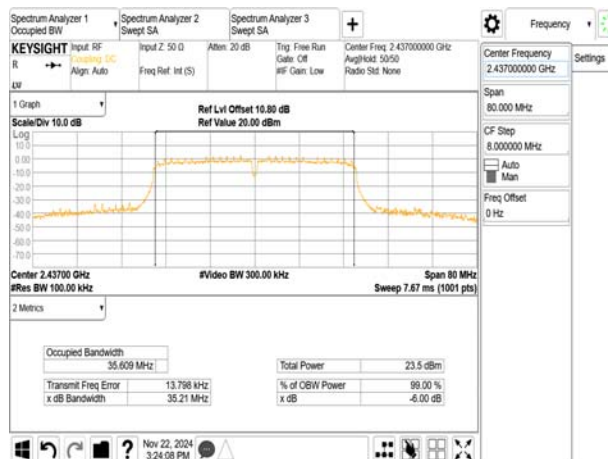 Spectrum Analyzer 1
Occupied BW
Spectrum Analyzer 2
Swept SA
Spectrum Analyzer 3
Swept SA
+
Frequency
KEYSIGHT
R
Input: RF
Coupling: DC
Align: Auto
Input Z: 50 Ω
Freq Ref: Int (S)
Atten: 20 dB
Trig: Free Run
Gate: Off
#IF Gain: Low
Center Freq: 2.437000000 GHz
Avg|Hold: 50/50
Radio Std: None
Center Frequency
2.437000000 GHz
Settings
Span
80.000 MHz
CF Step
8.000000 MHz
Auto
Man
Freq Offset
0 Hz
1 Graph
Scale/Div 10.0 dB
Ref Lvl Offset 10.80 dB
Ref Value 20.00 dBm
Log
10.0
0.00
-10.0
-20.0
-30.0
-40.0
-50.0
-60.0
-70.0
Center 2.43700 GHz
#Res BW 100.00 kHz
#Video BW 300.00 kHz
Span 80 MHz
Sweep 7.67 ms (1001 pts)
2 Metrics
Occupied Bandwidth
35.609 MHz
Total Power 23.5 dBm
Transmit Freq Error 13.798 kHz
% of OBW Power 99.00 %
x dB Bandwidth 35.21 MHz
x dB -6.00 dB
?
Nov 22, 2024
3:24:08 PM